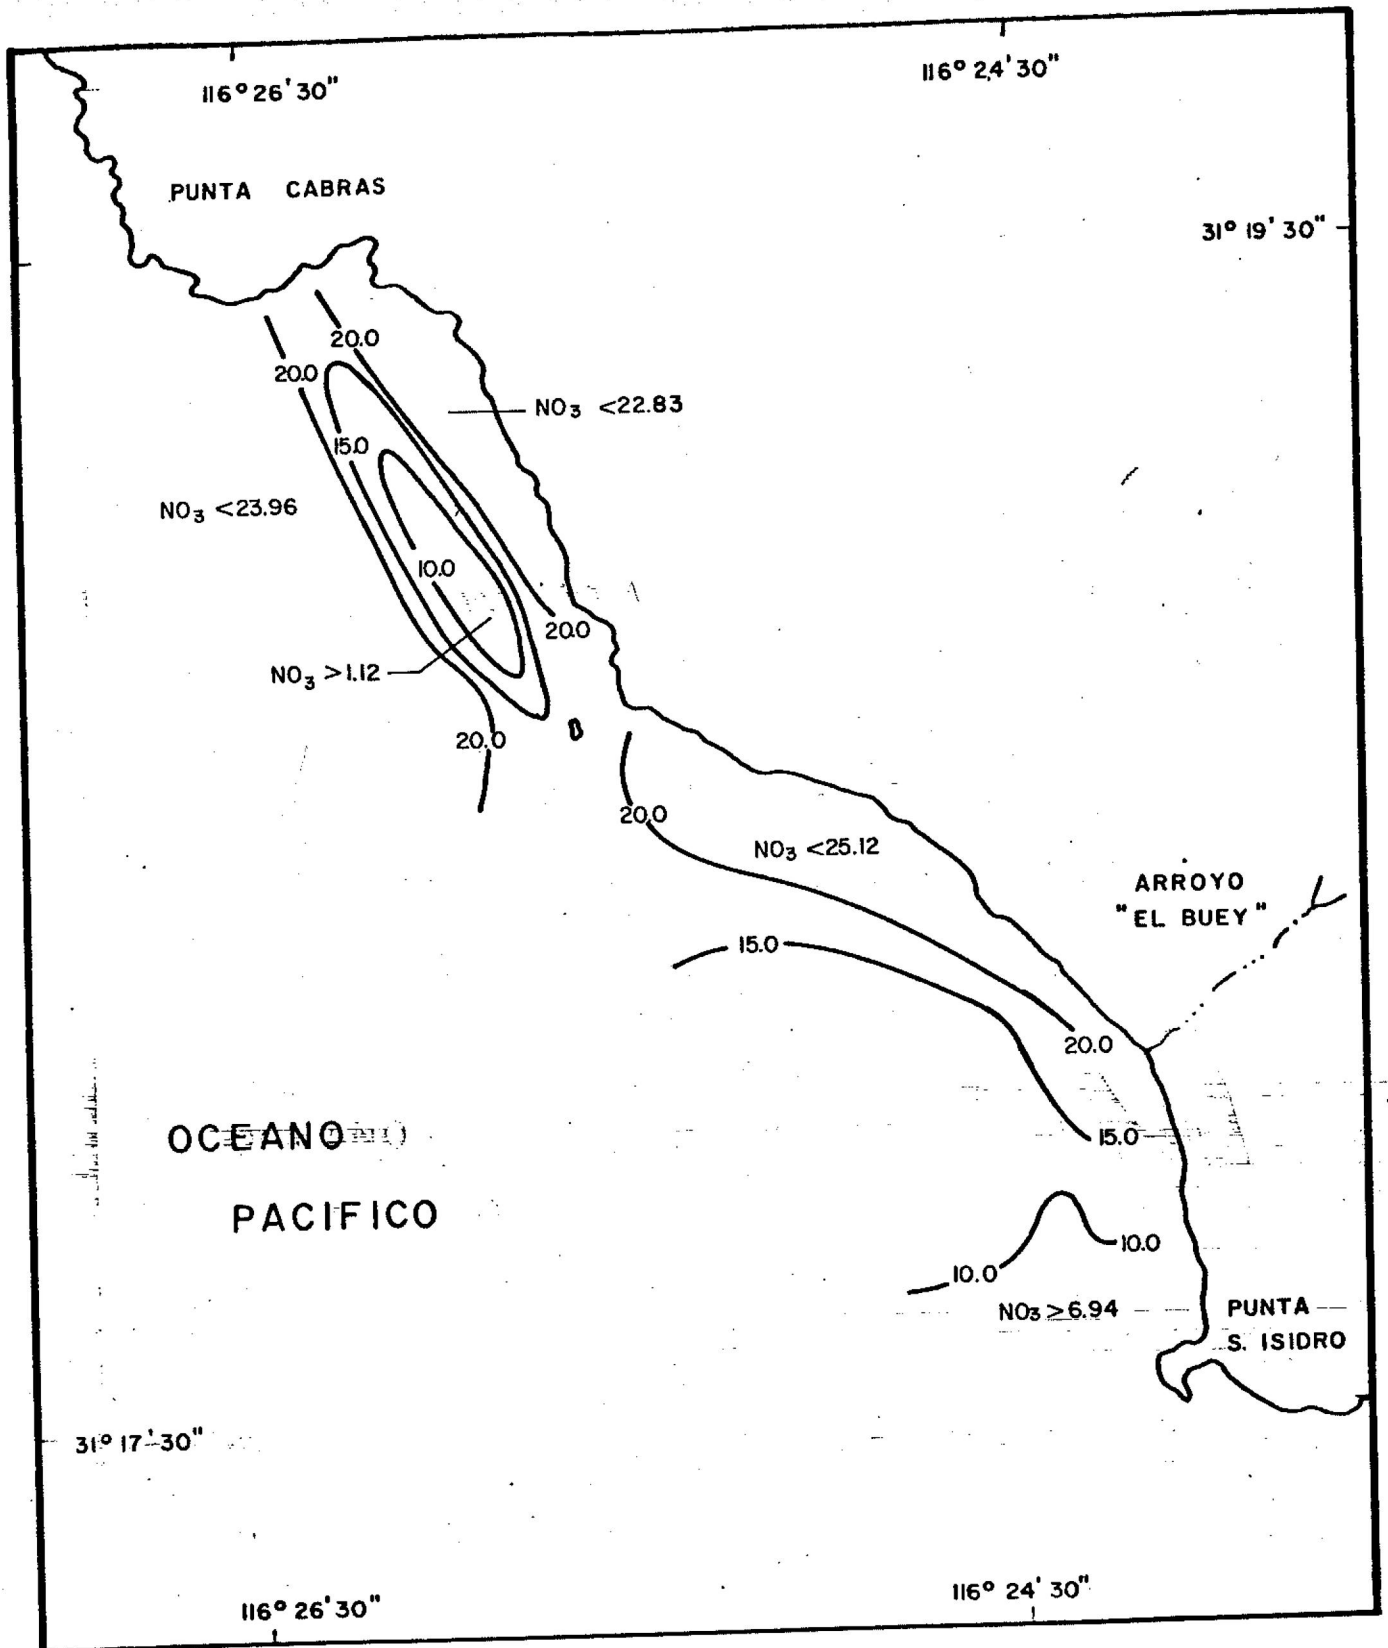 116° 26' 30"
116° 24' 30"
PUNTA CABRAS
31° 19' 30"
20.0
20.0
NO3 <22.83
15.0
NO3 <23.96
10.0
20.0
NO3 >1.12
20.0
20.0
NO3 <25.12
ARROYO
"EL BUEY"
15.0
20.0
OCEANO
15.0
PACIFICO
10.0
10.0
NO3 >6.94
PUNTA
S. ISIDRO
31° 17' 30"
116° 26' 30"
116° 24' 30"